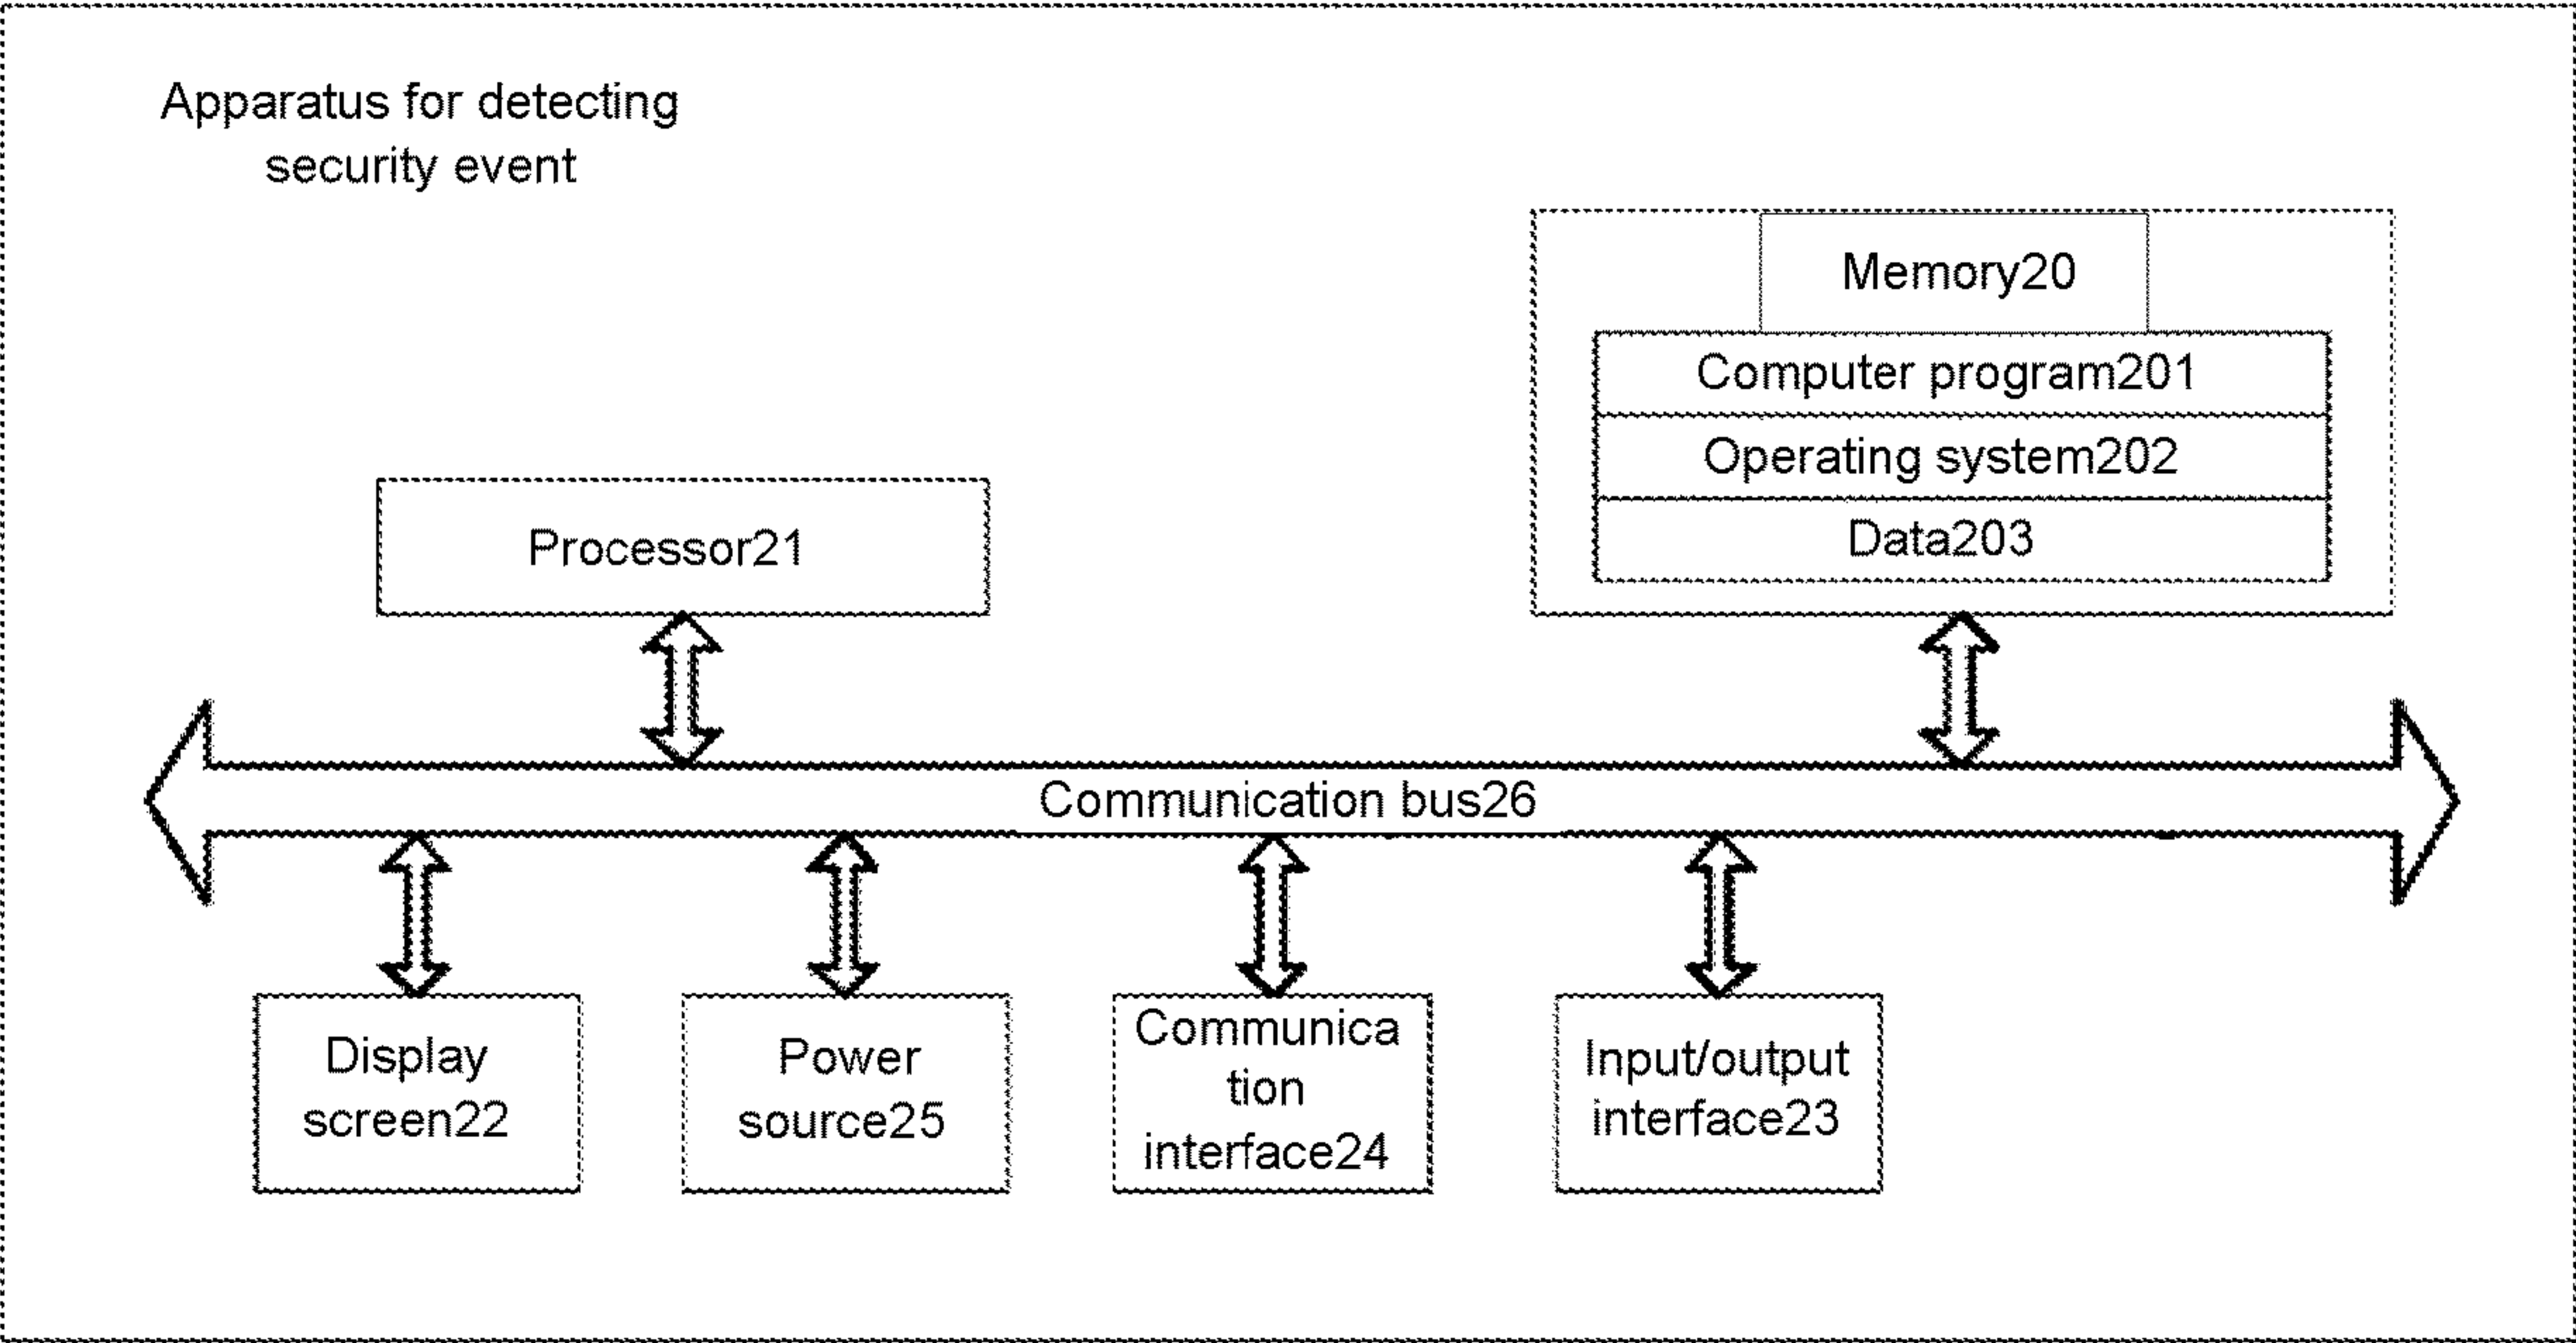 Apparatus for detecting
security event
Memory20
Computer program201
Operating system202
Data203
Processor21
Communication bus26
Display
screen22
Power
source25
Communica
tion
interface24
Input/output
interface23